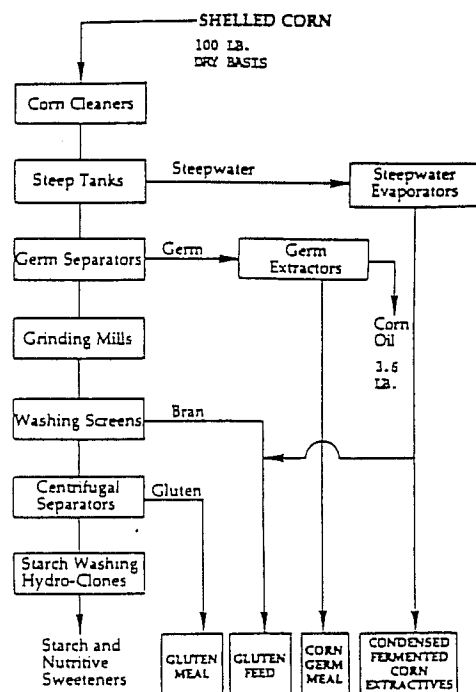 SHELLED CORN
100 LB.
DRY BASIS
Corn Cleaners
Steep Tanks
Steepwater
Steepwater
Evaporators
Germ Separators
Germ
Germ
Extractors
Corn
Oil
3.6
LB.
Grinding Mills
Washing Screens
Bran
Centrifugal
Separators
Gluten
Starch Washing
Hydro-Clones
Starch and
Nutritive
Sweeteners
GLUTEN
MEAL
GLUTEN
FEED
CORN
GERM
MEAL
CONDENSED
FERMENTED
CORN
EXTRACTIVES